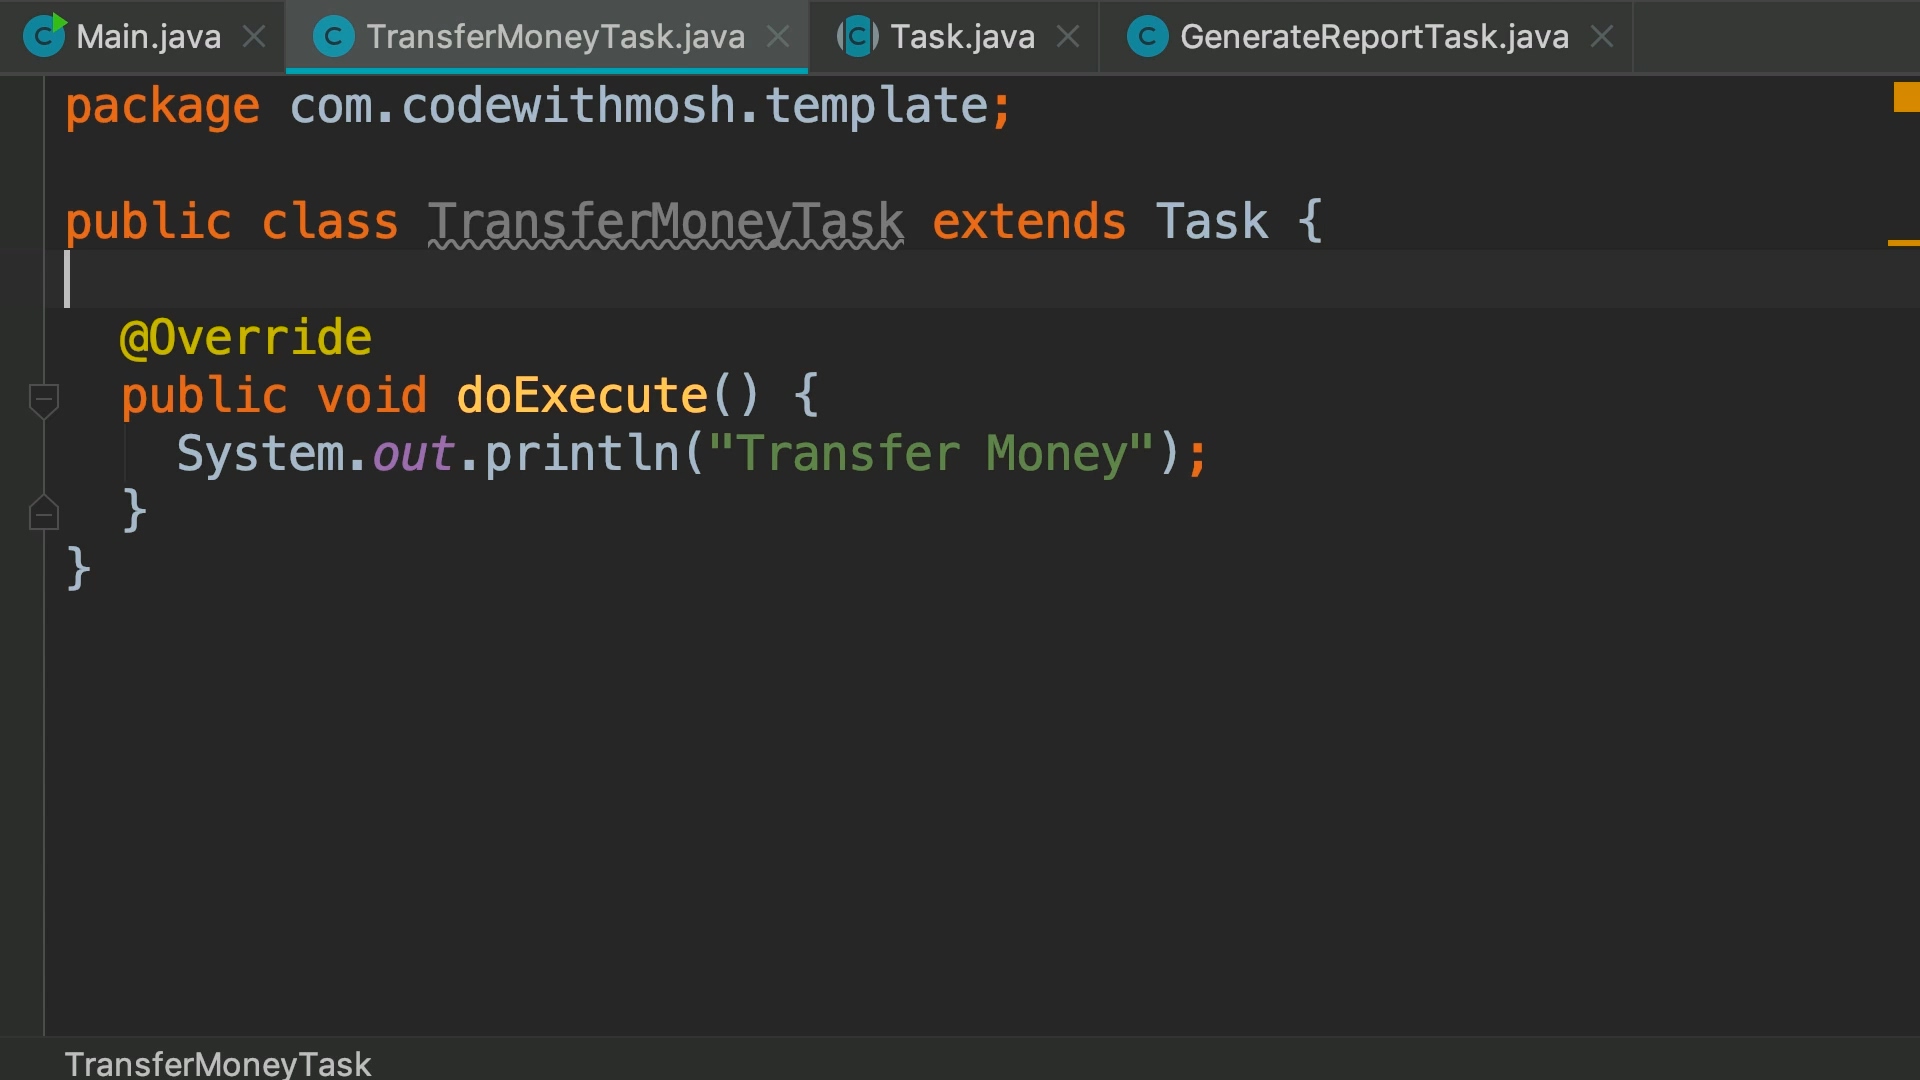 Main.java TransferMoneyTask.java Task.java GenerateReportTask.java
package com.codewithmosh.template;
public class TransferMoneyTask extends Task {
@Override
public void doExecute() {
System.out.println("Transfer Money");
}
}
TransferMoneyTask